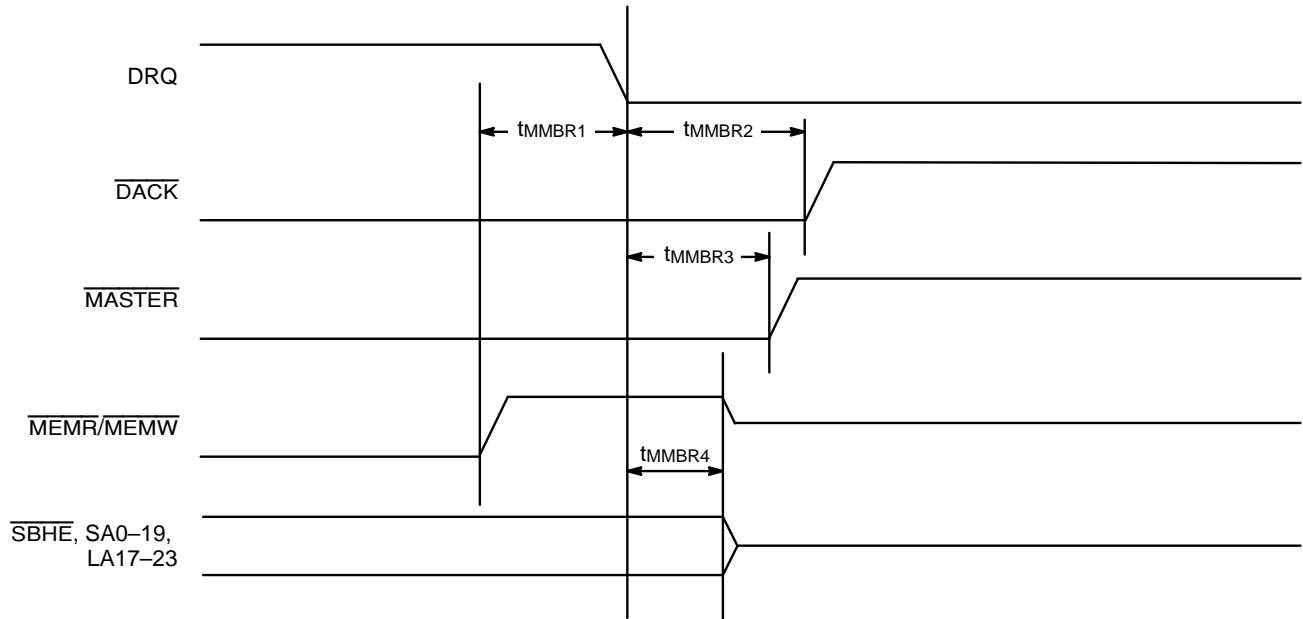 DRQ
tMMBR1
tMMBR2
DACK
tMMBR3
MASTER
MEMR/MEMW
tMMBR4
SBHE, SA0–19,
LA17–23